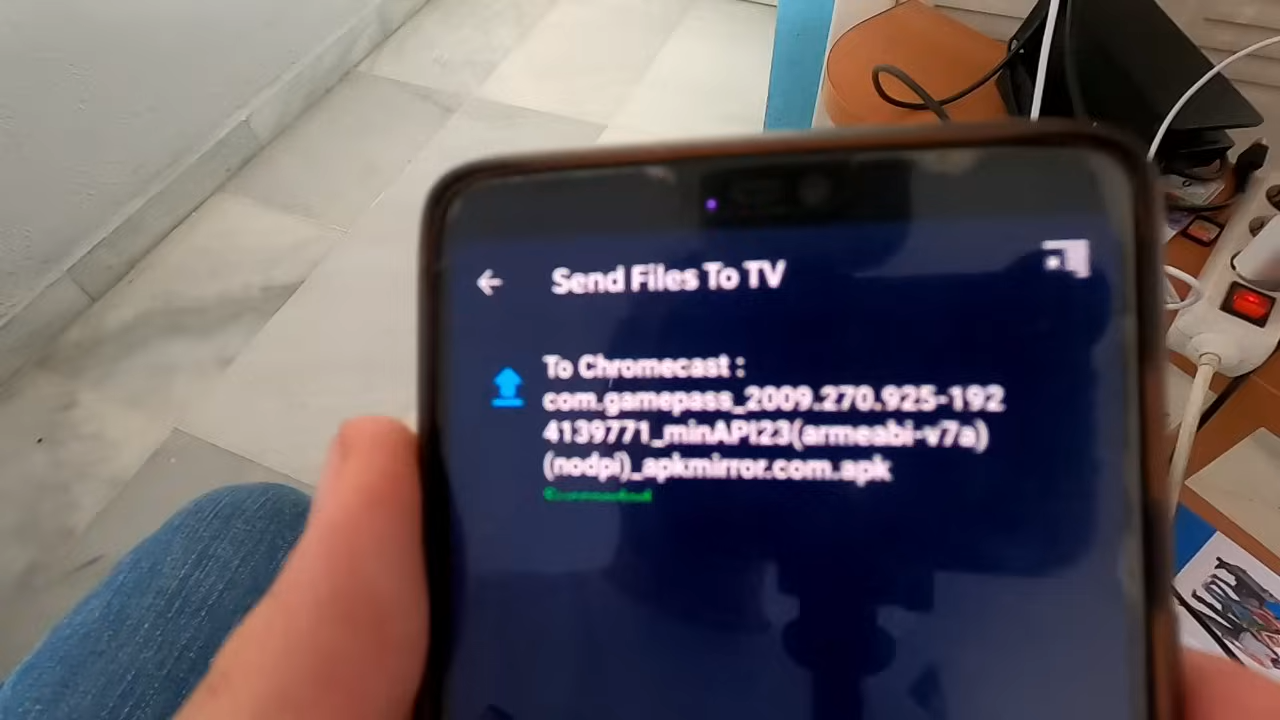 Send Files To TV
To Chromecast :
com.gamepass_2009.270.925-192
4139771_minAPI23(armeabi-v7a)
(nodpi)_apkmirror.com.apk